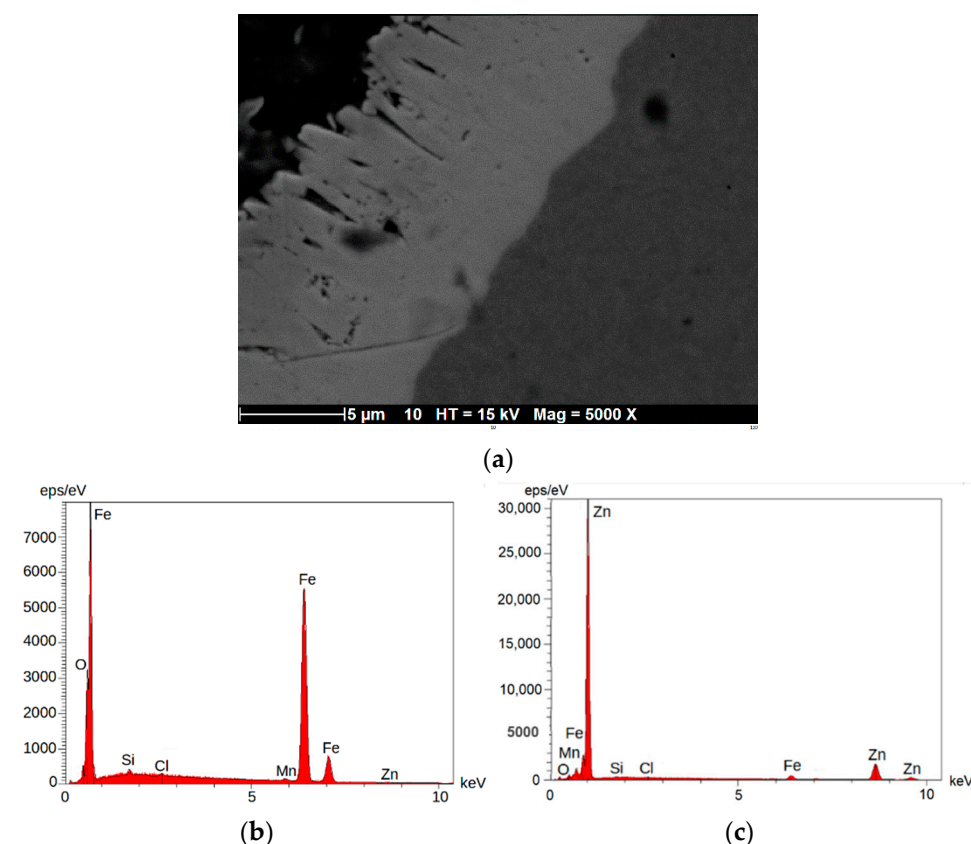 5 µm 10 HT = 15 kV Mag = 5000 X
10
(a)
eps/eV
7000
6000
5000
4000
3000
2000
1000
0
Fe
O
Si
Cl
Mn
Fe
Fe
Zn
0 5 10 keV
(b)
eps/eV
30,000
25,000
20,000
15,000
10,000
5000
0
Zn
Fe
Mn
O
Si
Cl
Fe
Zn
Zn
0 5 10 keV
(c)